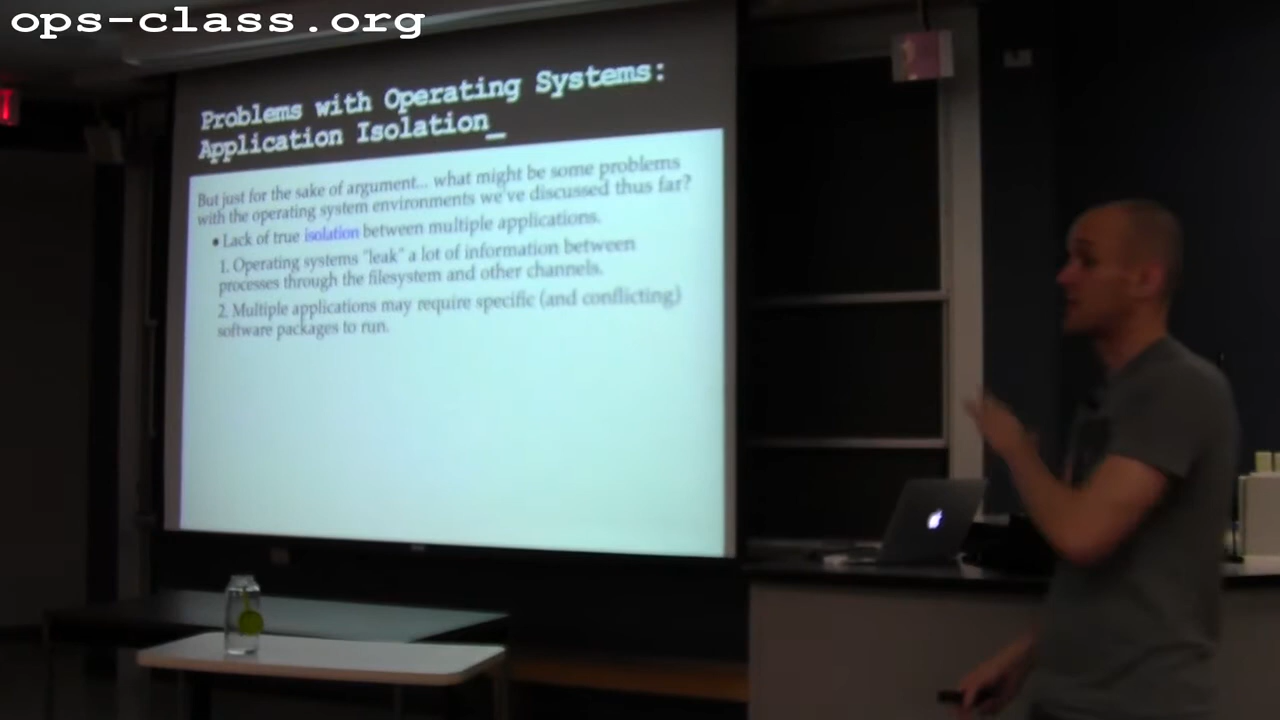 ops-class.org
Problems with Operating Systems:
Application Isolation_
But just for the sake of argument... what might be some problems
with the operating system environments we've discussed thus far?
• Lack of true isolation between multiple applications.
1. Operating systems "leak" a lot of information between
processes through the filesystem and other channels.
2. Multiple applications may require specific (and conflicting)
software packages to run.